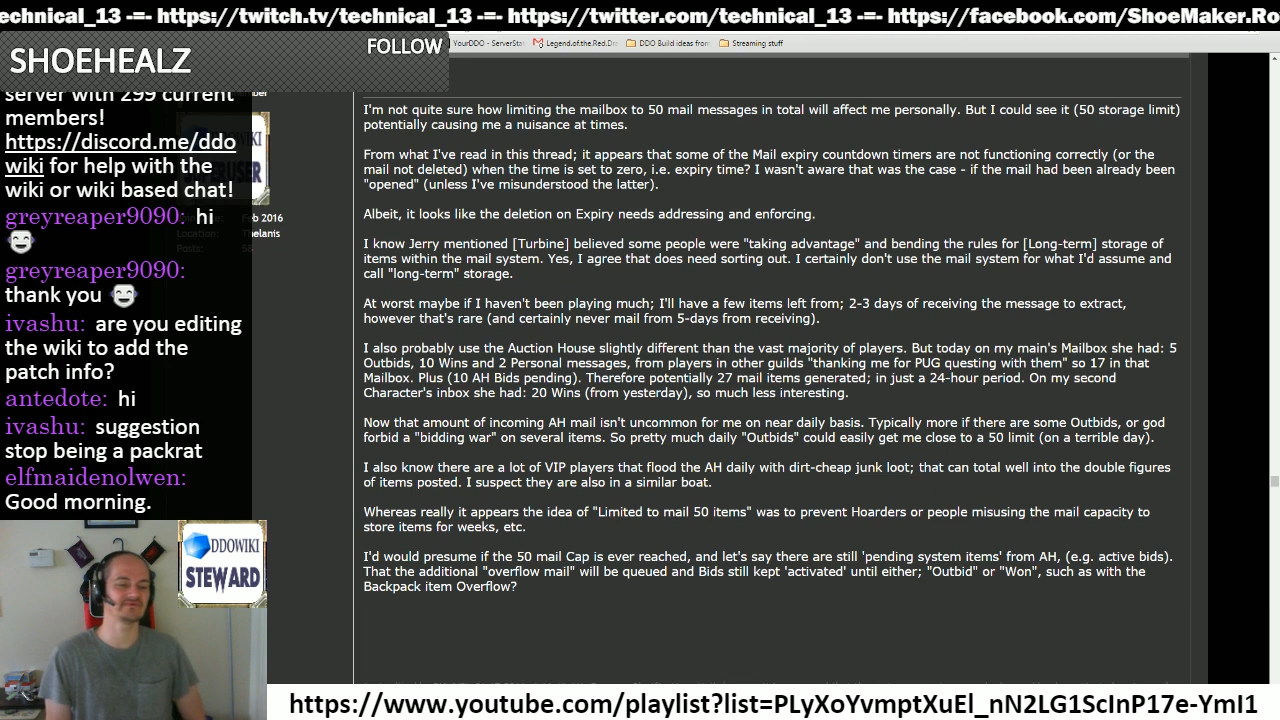 echnical_13 -=- https://twitch.tv/technical_13 -=- https://twitter.com/technical_13 -=- https://facebook.com/ShoeMaker.Ro
SHOEHEALZ
FOLLOW
YourDDO - ServerStat
Legend.of.the.Red.Dra
DDO Build ideas from
Streaming stuff
server with 299 current
members!
https://discord.me/ddo
wiki for help with the
wiki or wiki based chat!
greyreaper9090: hi
greyreaper9090:
thank you
ivashu: are you editing
the wiki to add the
patch info?
antedote: hi
ivashu: suggestion
stop being a packrat
elfmaidenolwen:
Good morning.
Feb 2016
Location: Thelanis
Posts: 58
I'm not quite sure how limiting the mailbox to 50 mail messages in total will affect me personally. But I could see it (50 storage limit)
potentially causing me a nuisance at times.
From what I've read in this thread; it appears that some of the Mail expiry countdown timers are not functioning correctly (or the
mail not deleted) when the time is set to zero, i.e. expiry time? I wasn't aware that was the case - if the mail had been already been
"opened" (unless I've misunderstood the latter).
Albeit, it looks like the deletion on Expiry needs addressing and enforcing.
I know Jerry mentioned [Turbine] believed some people were "taking advantage" and bending the rules for [Long-term] storage of
items within the mail system. Yes, I agree that does need sorting out. I certainly don't use the mail system for what I'd assume and
call "long-term" storage.
At worst maybe if I haven't been playing much; I'll have a few items left from; 2-3 days of receiving the message to extract,
however that's rare (and certainly never mail from 5-days from receiving).
I also probably use the Auction House slightly different than the vast majority of players. But today on my main's Mailbox she had: 5
Outbids, 10 Wins and 2 Personal messages, from players in other guilds "thanking me for PUG questing with them" so 17 in that
Mailbox. Plus (10 AH Bids pending). Therefore potentially 27 mail items generated; in just a 24-hour period. On my second
Character's inbox she had: 20 Wins (from yesterday), so much less interesting.
Now that amount of incoming AH mail isn't uncommon for me on near daily basis. Typically more if there are some Outbids, or god
forbid a "bidding war" on several items. So pretty much daily "Outbids" could easily get me close to a 50 limit (on a terrible day).
I also know there are a lot of VIP players that flood the AH daily with dirt-cheap junk loot; that can total well into the double figures
of items posted. I suspect they are also in a similar boat.
Whereas really it appears the idea of "Limited to mail 50 items" was to prevent Hoarders or people misusing the mail capacity to
store items for weeks, etc.
I'd would presume if the 50 mail Cap is ever reached, and let's say there are still 'pending system items' from AH, (e.g. active bids).
That the additional "overflow mail" will be queued and Bids still kept 'activated' until either; "Outbid" or "Won", such as with the
Backpack item Overflow?
DDOWIKI
STEWARD
https://www.youtube.com/playlist?list=PLyXoYvmptXuEl_nN2LG1ScInP17e-YmI1